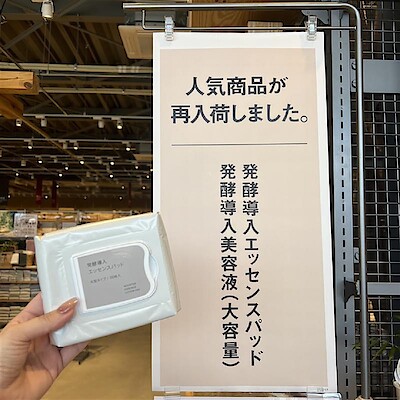 人気商品が
再入荷しました。
発酵導入エッセンスパッド
発酵導入美容液(大容量)
発酵導入
エッセンスパッド